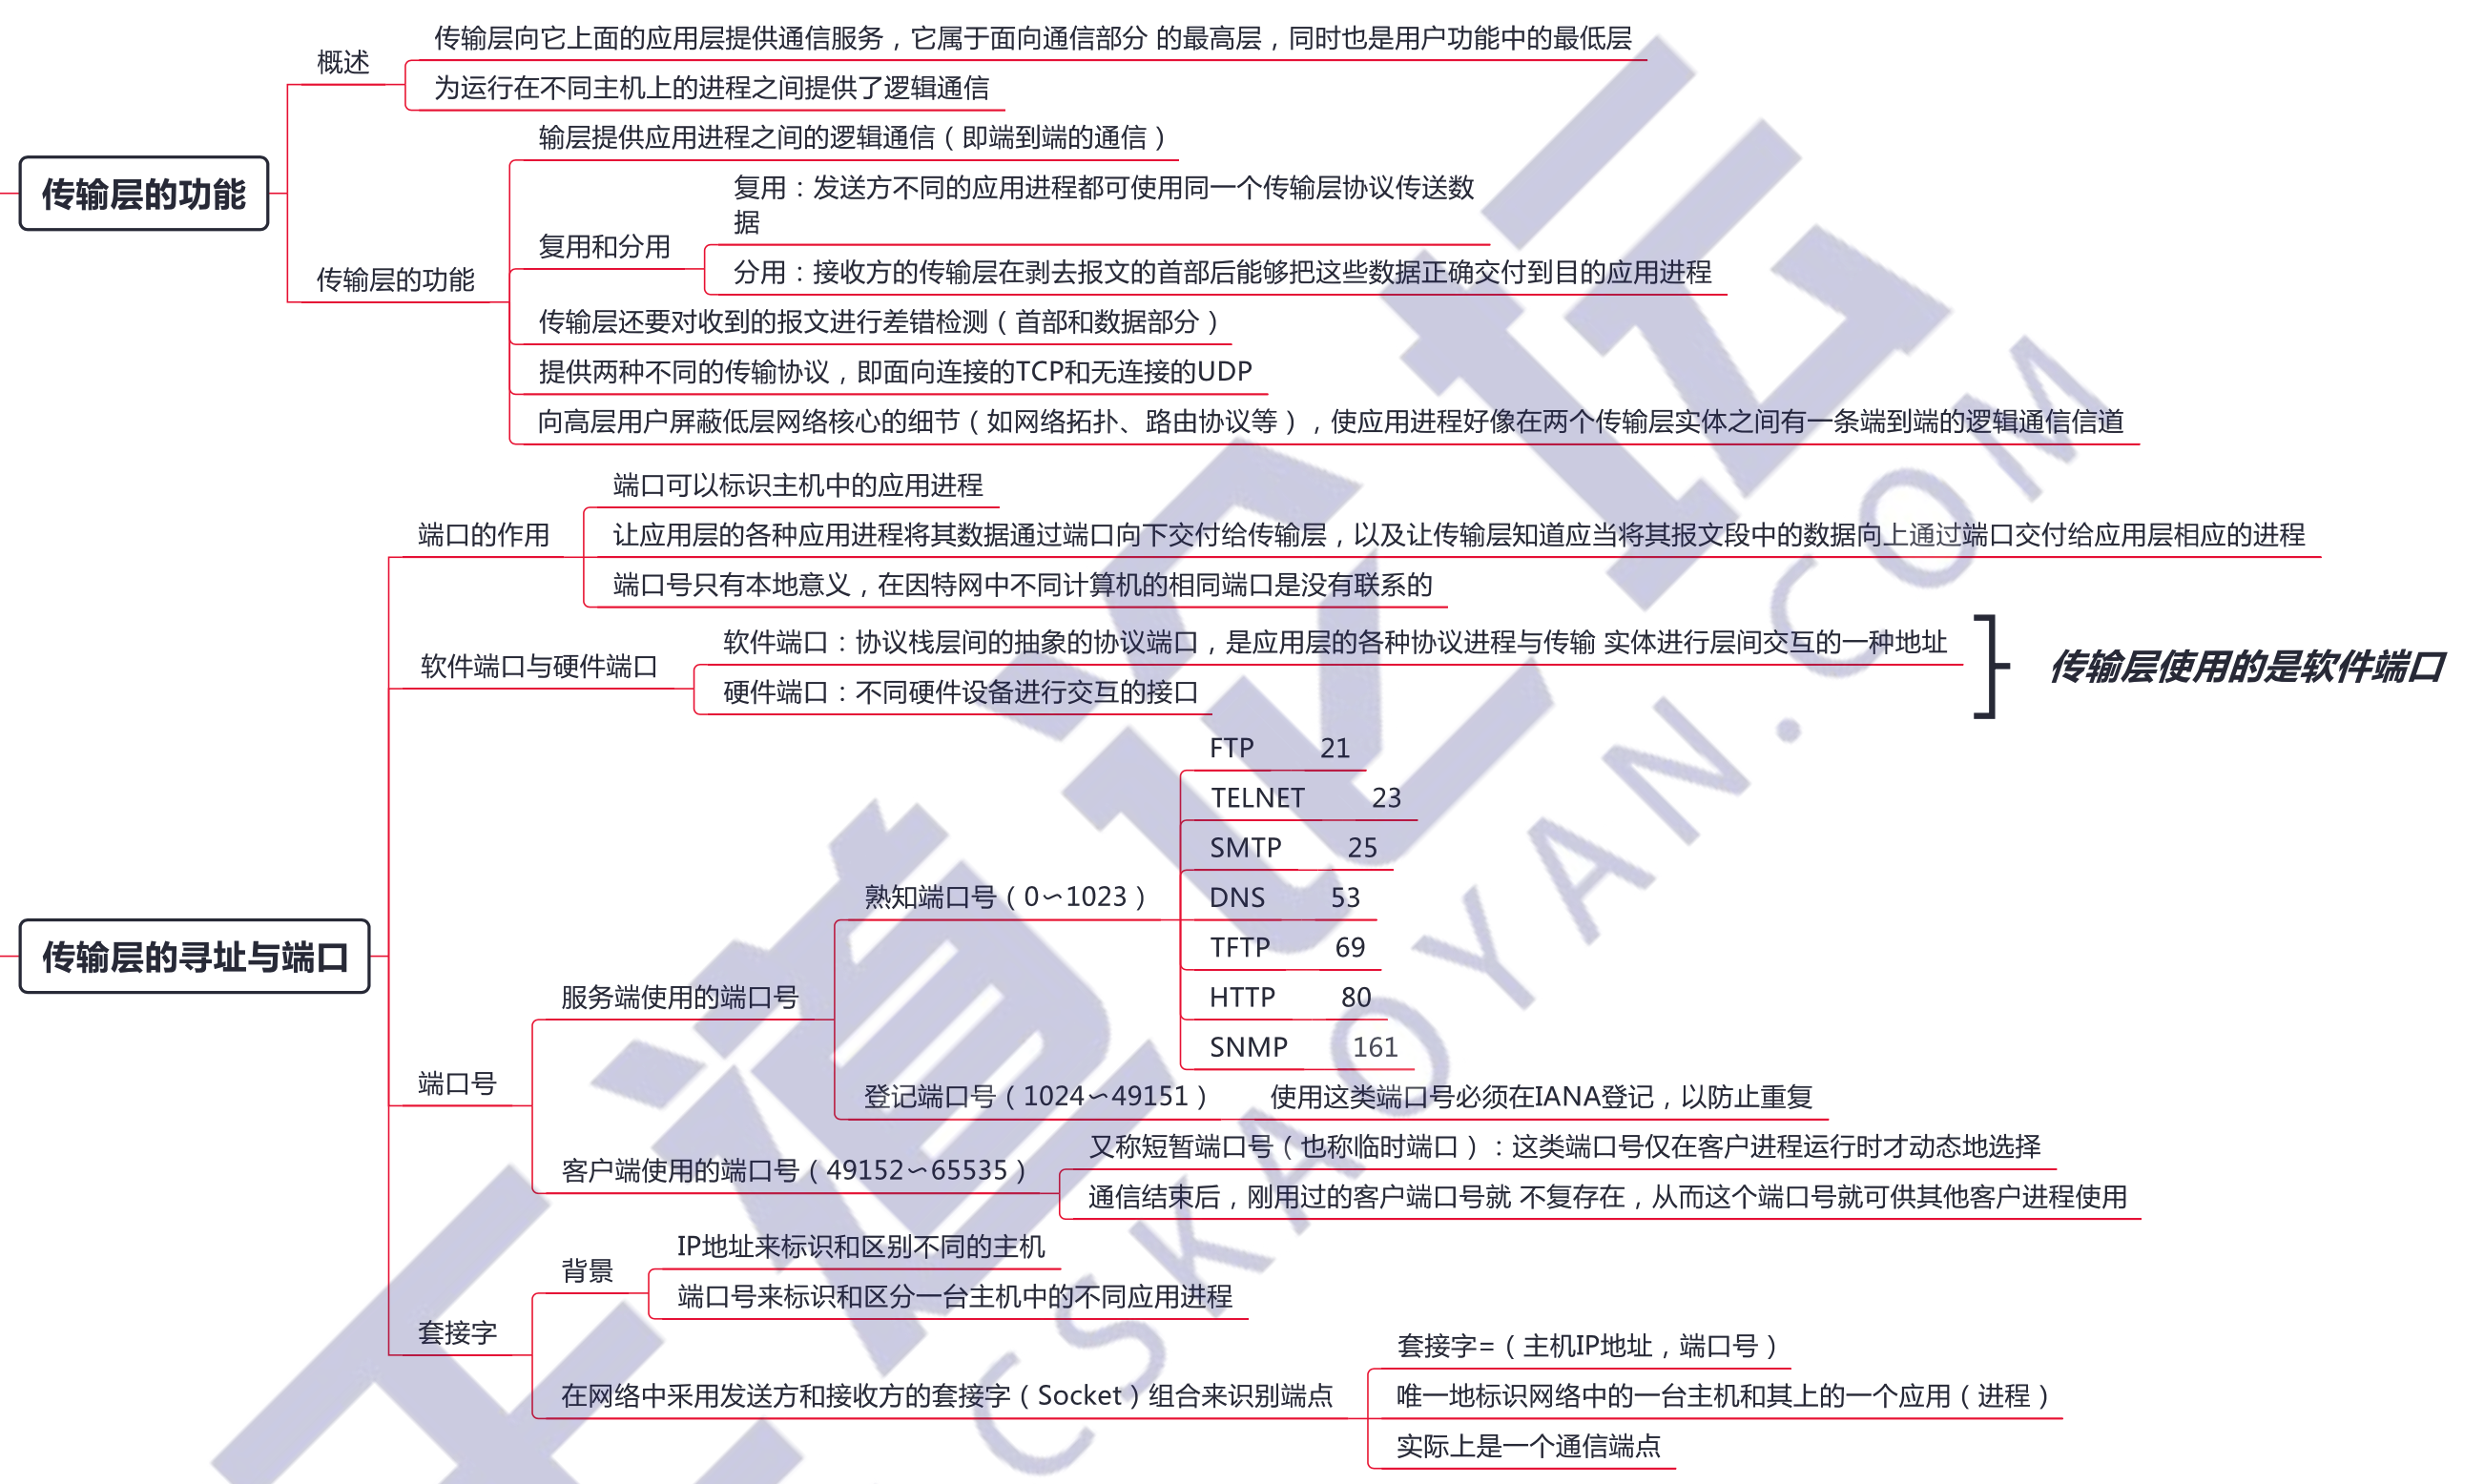 传输层向它上面的应用层提供通信服务，它属于面向通信部分 的最高层，同时也是用户功能中的最低层
概述
为运行在不同主机上的进程之间提供了逻辑通信
输层提供应用进程之间的逻辑通信（即端到端的通信）
传输层的功能
复用：发送方不同的应用进程都可使用同一个传输层协议传送数
据
复用和分用
分用：接收方的传输层在剥去报文的首部后能够把这些数据正确交付到目的应用进程
传输层的功能
传输层还要对收到的报文进行差错检测（首部和数据部分）
提供两种不同的传输协议，即面向连接的TCP和无连接的UDP
向高层用户屏蔽低层网络核心的细节（如网络拓扑、路由协议等），使应用进程好像在两个传输层实体之间有一条端到端的逻辑通信信道
端口可以标识主机中的应用进程
端口的作用
让应用层的各种应用进程将其数据通过端口向下交付给传输层，以及让传输层知道应当将其报文段中的数据向上通过端口交付给应用层相应的进程
端口号只有本地意义，在因特网中不同计算机的相同端口是没有联系的
软件端口：协议栈层间的抽象的协议端口，是应用层的各种协议进程与传输 实体进行层间交互的一种地址
软件端口与硬件端口
传输层使用的是软件端口
硬件端口：不同硬件设备进行交互的接口
FTP 21
TELNET 23
SMTP 25
熟知端口号（0～1023）
DNS 53
TFTP 69
传输层的寻址与端口
服务端使用的端口号
HTTP 80
SNMP 161
端口号
登记端口号（1024～49151） 使用这类端口号必须在IANA登记，以防止重复
又称短暂端口号（也称临时端口）：这类端口号仅在客户进程运行时才动态地选择
客户端使用的端口号（49152～65535）
通信结束后，刚用过的客户端口号就 不复存在，从而这个端口号就可供其他客户进程使用
IP地址来标识和区别不同的主机
背景
端口号来标识和区分一台主机中的不同应用进程
套接字
套接字=（主机IP地址，端口号）
在网络中采用发送方和接收方的套接字（Socket）组合来识别端点
唯一地标识网络中的一台主机和其上的一个应用（进程）
实际上是一个通信端点
王道论坛
CSKAOYAN.COM